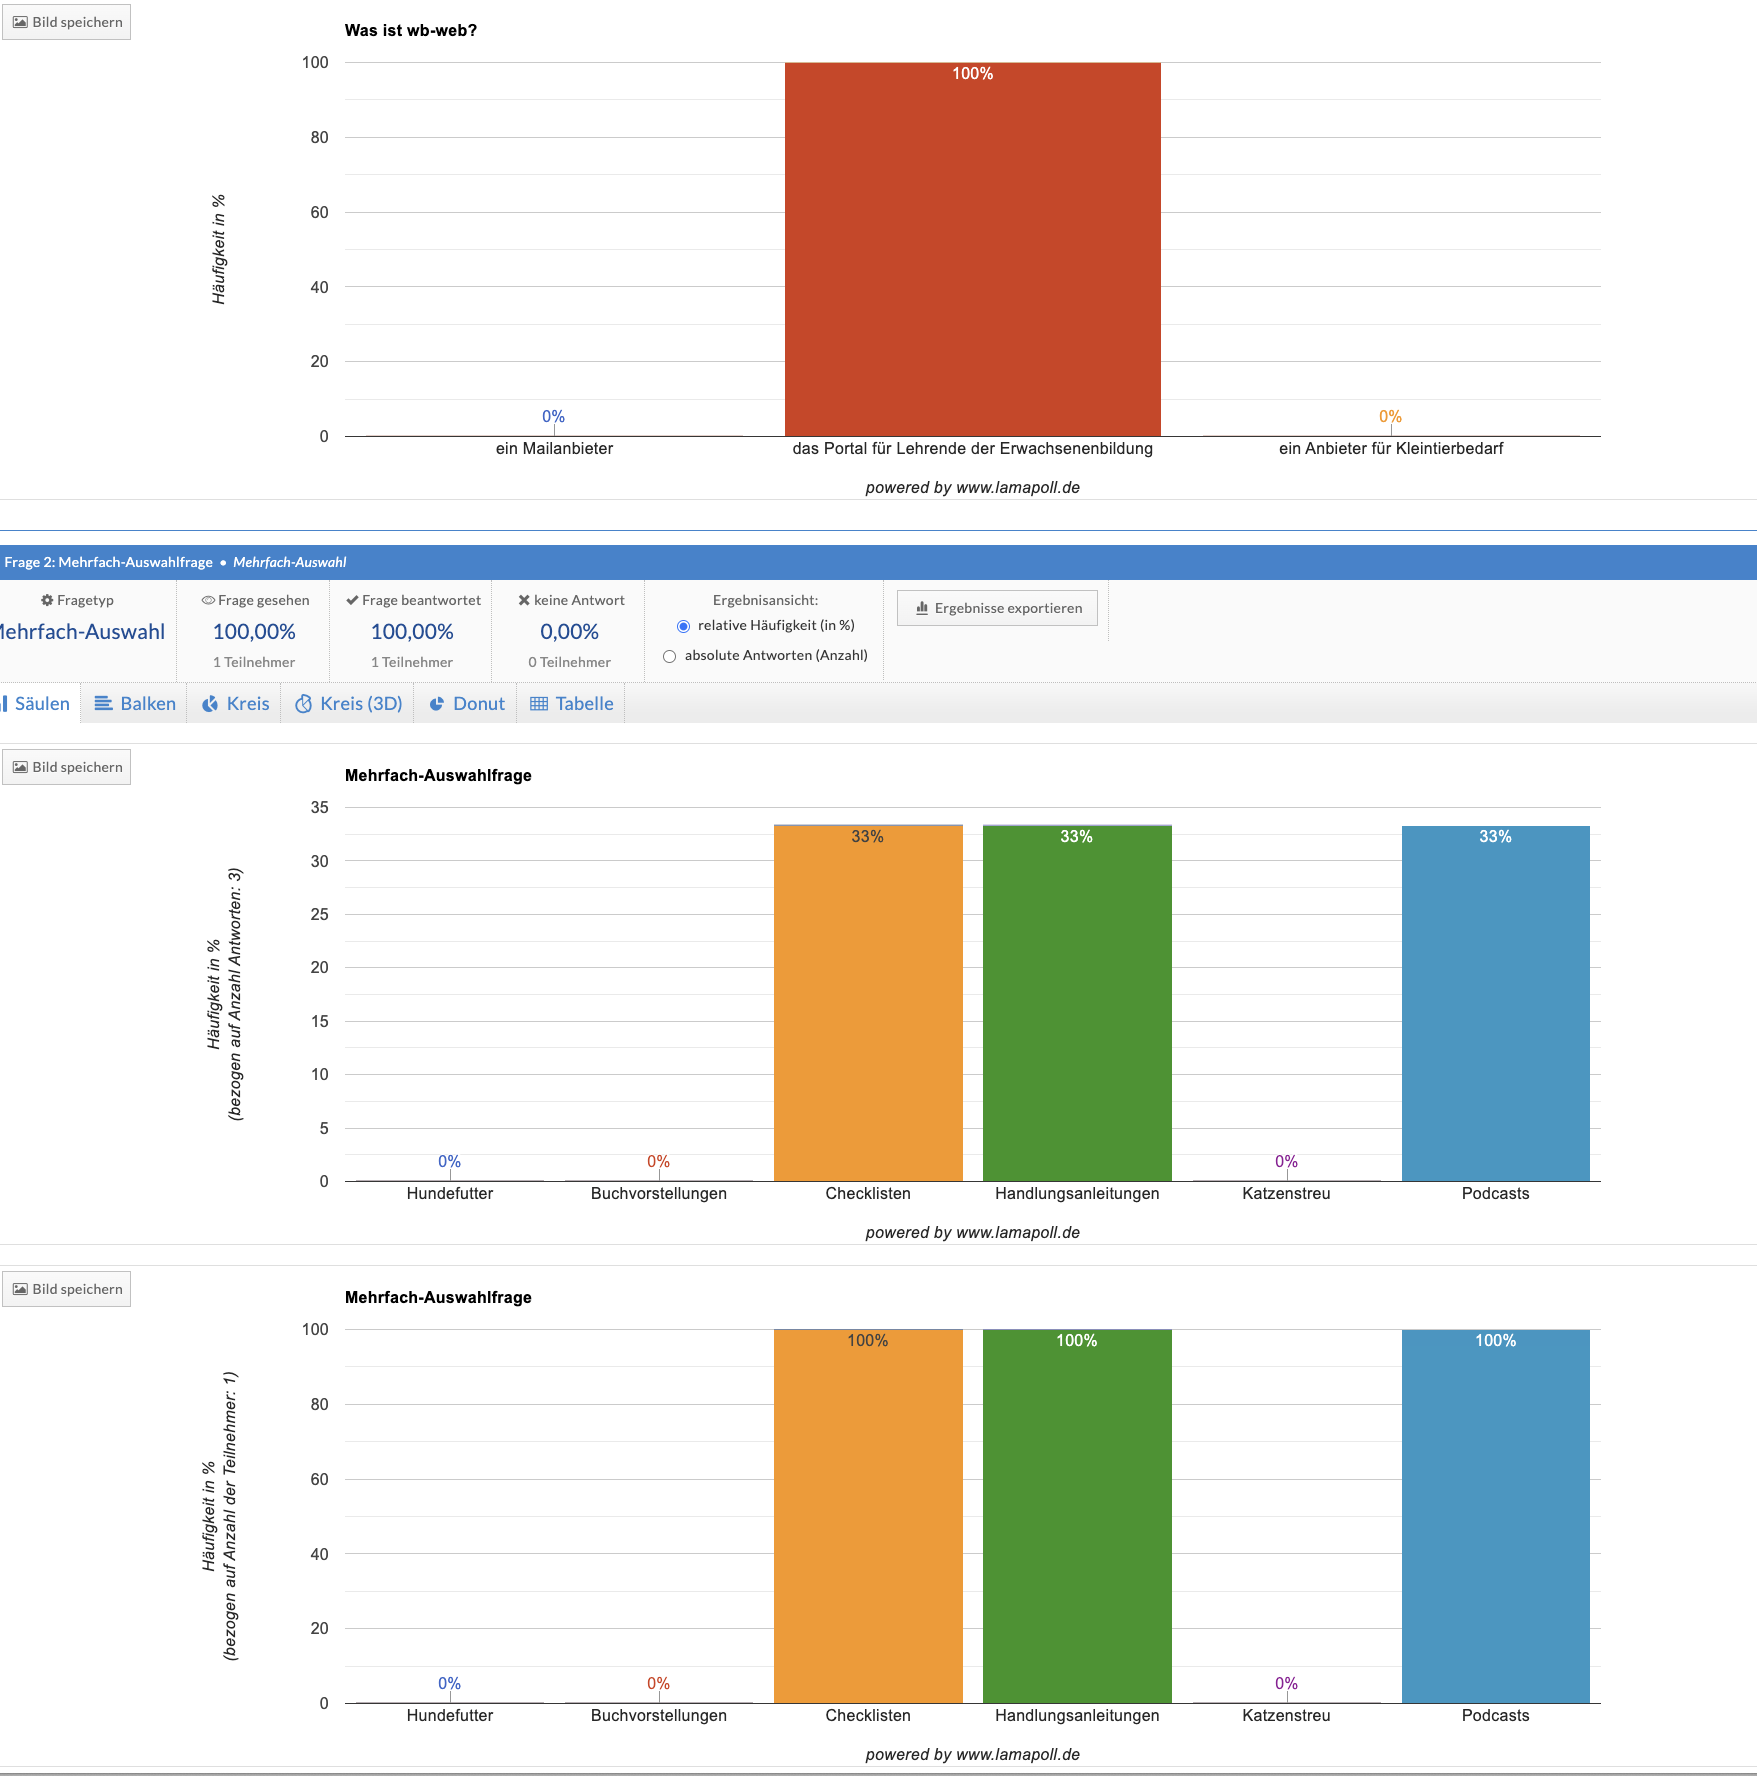 Bild speichern
Was ist wb-web?
100
80
60
40
20
0
Häufigkeit in %
100%
0%
0%
ein Mailanbieter
das Portal für Lehrende der Erwachsenenbildung
ein Anbieter für Kleintierbedarf
powered by www.lamapoll.de
Frage 2: Mehrfach-Auswahlfrage • Mehrfach-Auswahl
Fragetyp
Mehrfach-Auswahl
Frage gesehen
100,00%
1 Teilnehmer
Frage beantwortet
100,00%
1 Teilnehmer
keine Antwort
0,00%
0 Teilnehmer
Ergebnisansicht:
relative Häufigkeit (in %)
absolute Antworten (Anzahl)
Ergebnisse exportieren
Säulen
Balken
Kreis
Kreis (3D)
Donut
Tabelle
Bild speichern
Mehrfach-Auswahlfrage
35
30
25
20
15
10
5
0
Häufigkeit in %
(bezogen auf Anzahl Antworten: 3)
0%
0%
33%
33%
0%
33%
Hundefutter
Buchvorstellungen
Checklisten
Handlungsanleitungen
Katzenstreu
Podcasts
powered by www.lamapoll.de
Bild speichern
Mehrfach-Auswahlfrage
100
80
60
40
20
0
Häufigkeit in %
(bezogen auf Anzahl der Teilnehmer: 1)
0%
0%
100%
100%
0%
100%
Hundefutter
Buchvorstellungen
Checklisten
Handlungsanleitungen
Katzenstreu
Podcasts
powered by www.lamapoll.de